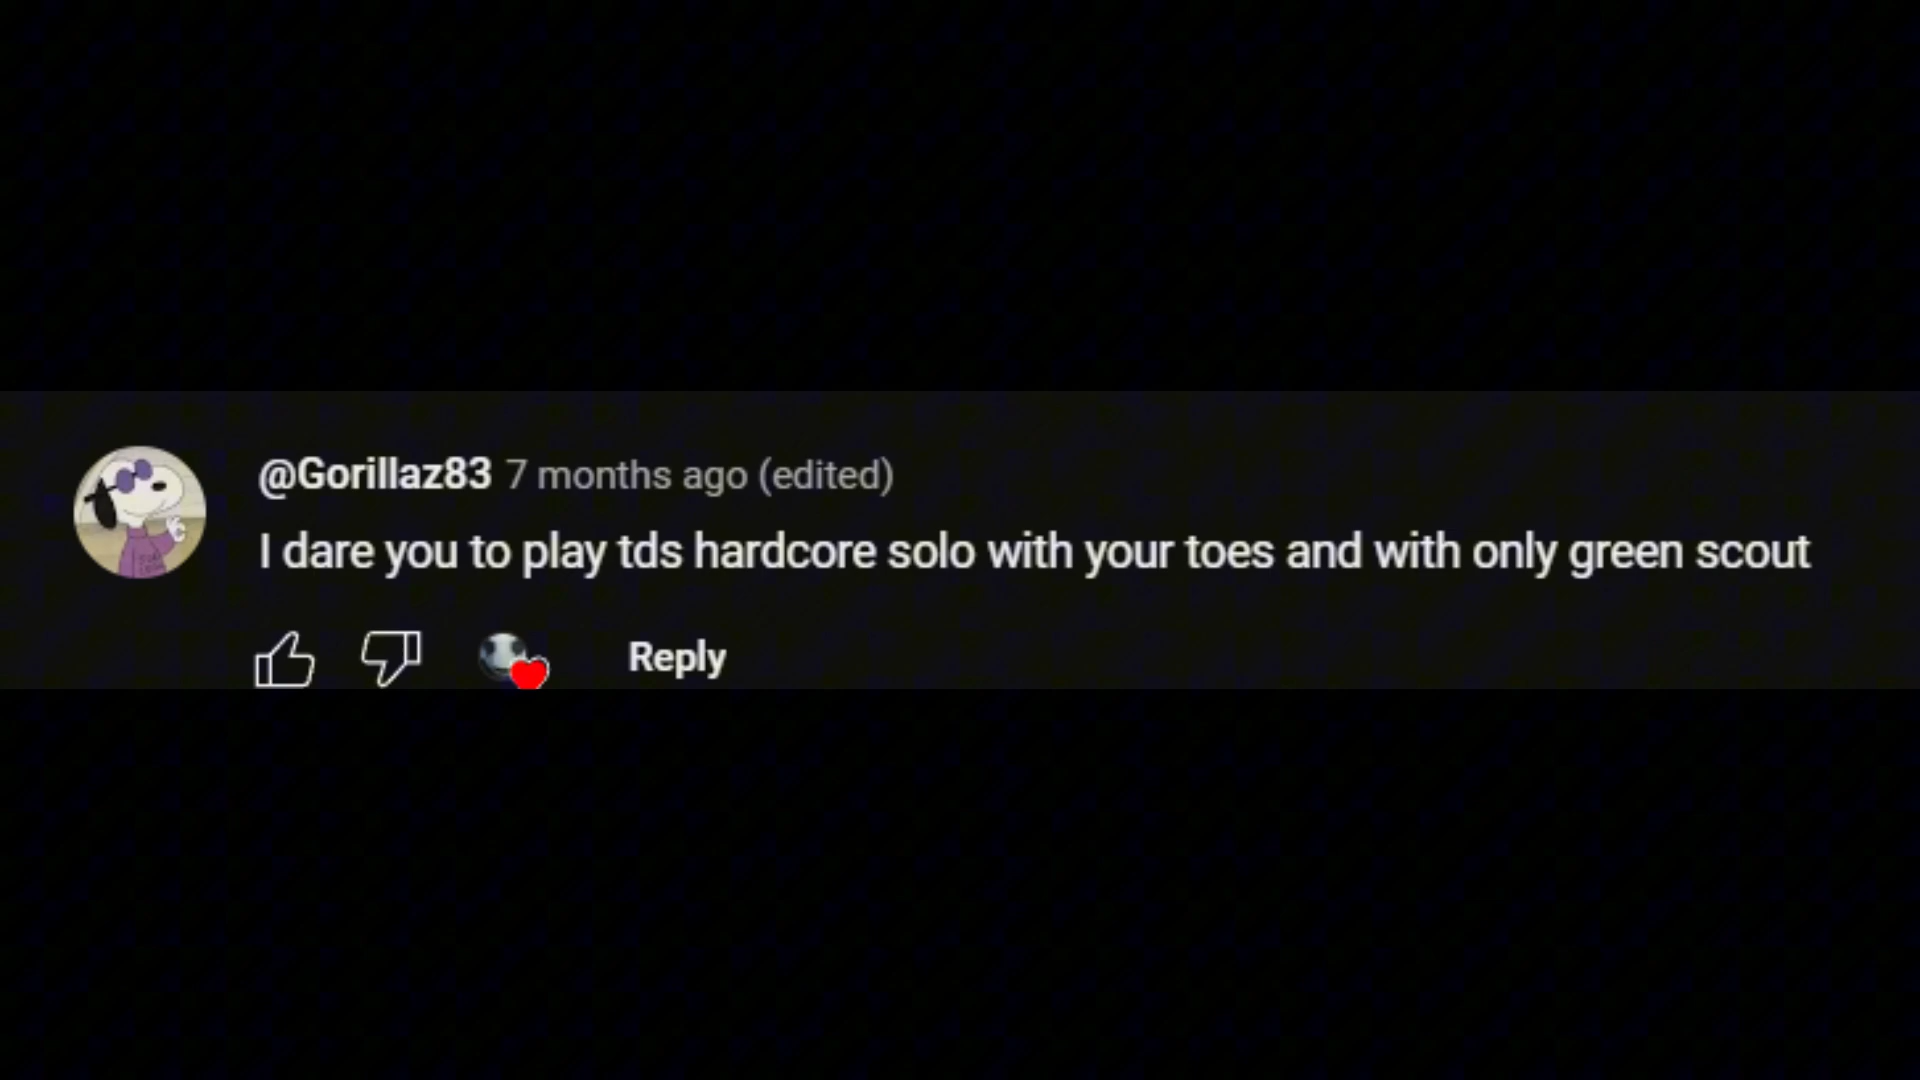 @Gorillaz83 7 months ago (edited)
I dare you to play tds hardcore solo with your toes and with only green scout
Reply